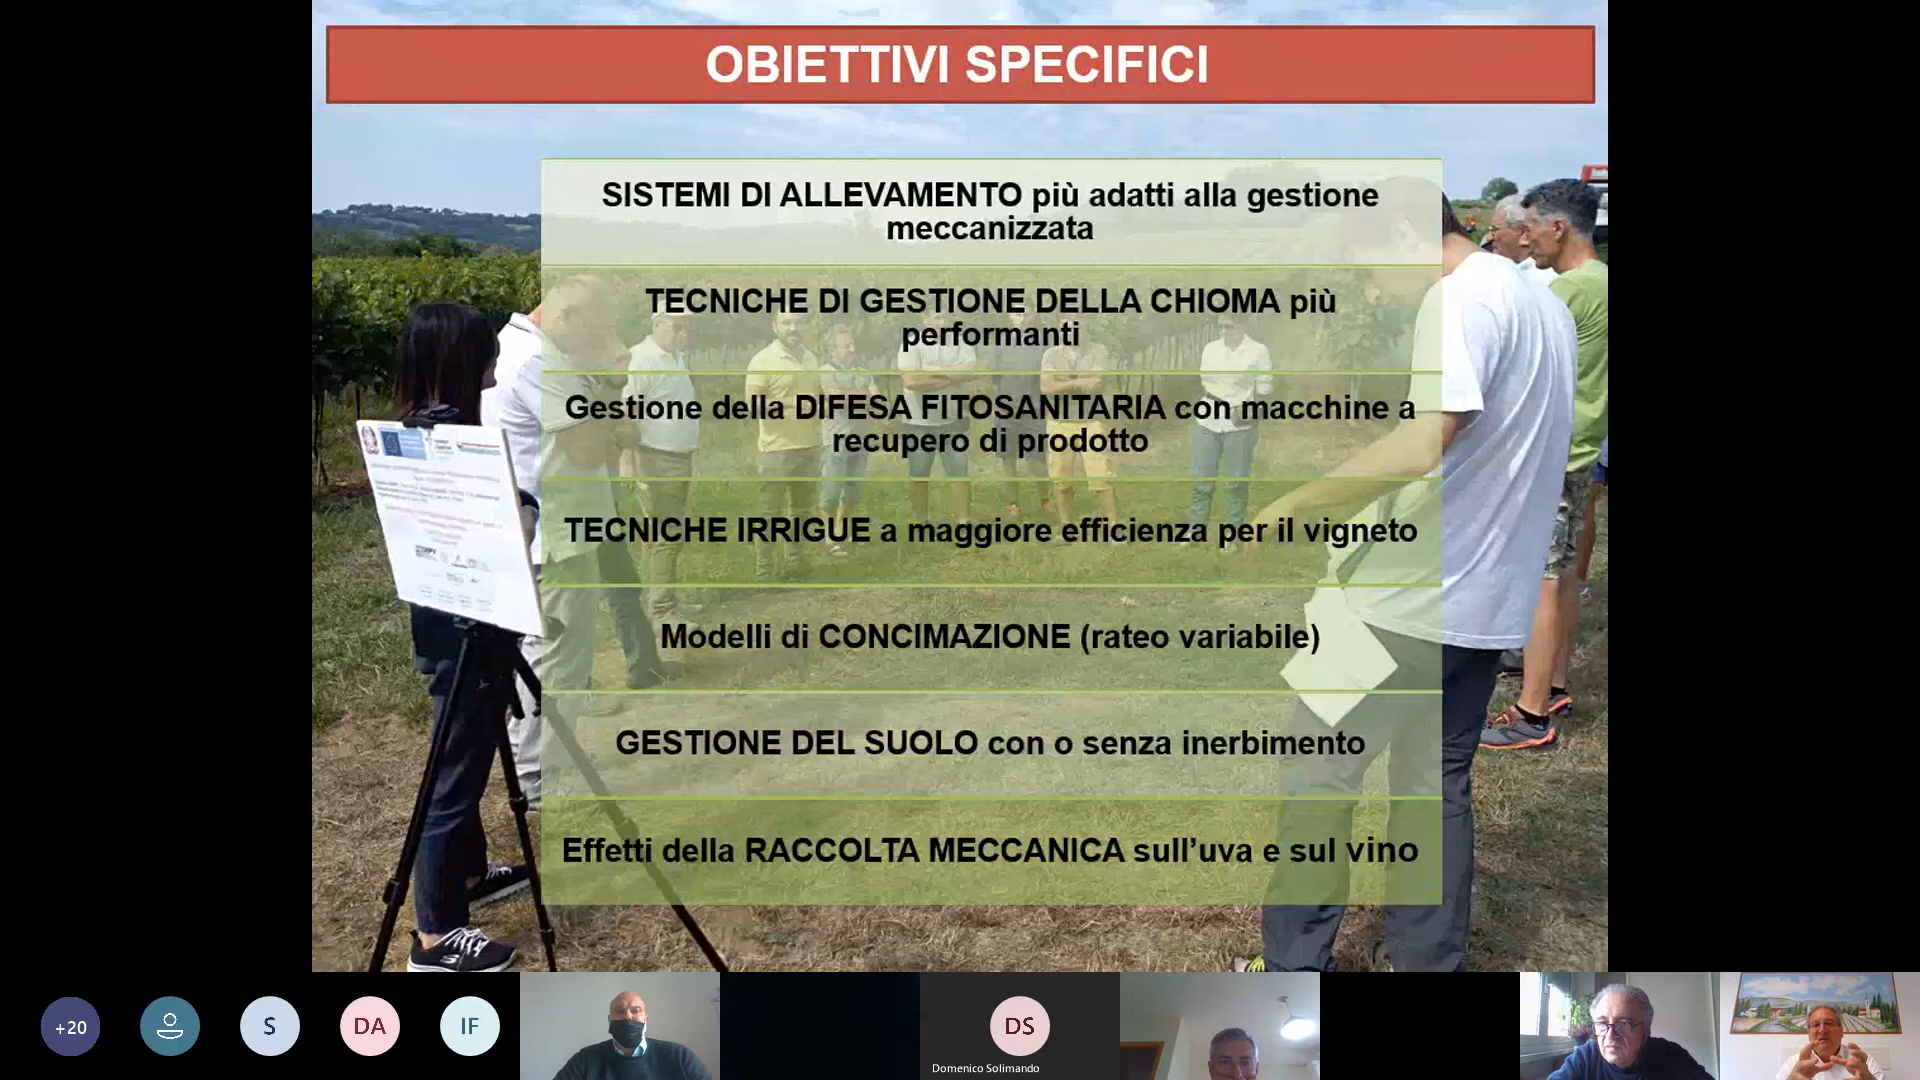 OBIETTIVI SPECIFICI
SISTEMI DI ALLEVAMENTO più adatti alla gestione
meccanizzata
TECNICHE DI GESTIONE DELLA CHIOMA più
performanti
Gestione della DIFESA FITOSANITARIA con macchine a
recupero di prodotto
TECNICHE IRRIGUE a maggiore efficienza per il vigneto
Modelli di CONCIMAZIONE (rateo variabile)
GESTIONE DEL SUOLO con o senza inerbimento
Effetti della RACCOLTA MECCANICA sull’uva e sul vino
+20
S
DA
IF
DS
Domenico Solimando